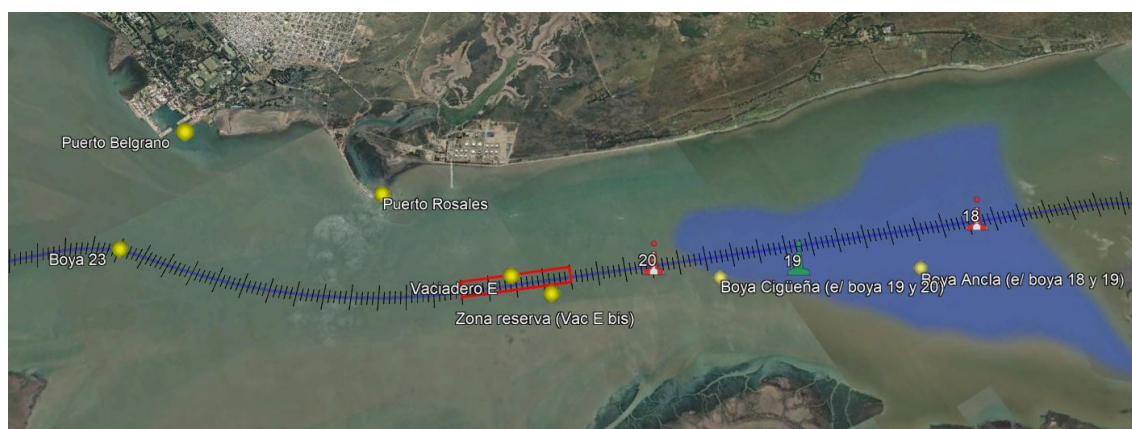 Puerto Belgrano
Puerto Rosales
18
Boya 23
20
19
Vaciadero E
Boya Cigüeña (e/ boya 19 y 20)
Boya Ancla (e/ boya 18 y 19)
Zona reserva (Vac E bis)